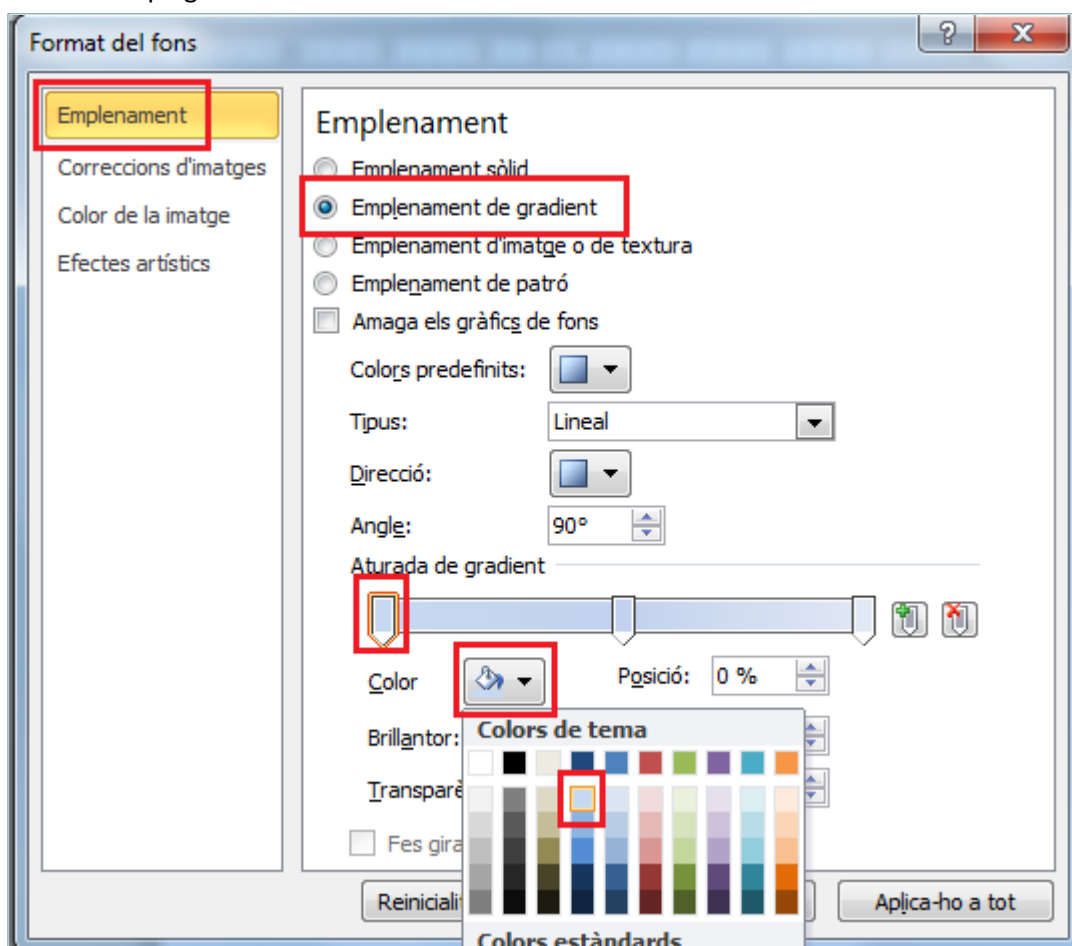 Format del fons
Emplenament
Correccions d'imatges
Color de la imatge
Efectes artístics
Emplenament
Emplenament sòlid
Emplenament de gradient
Emplenament d'imatge o de textura
Emplenament de patró
Amaga els gràfics de fons
Colors predefinits:
Tipus: Lineal
Direcció:
Angle: 90°
Aturada de gradient
Color Posició: 0 %
Brillantor:
Colors de tema
Fes
Aplica-ho a tot
Colors estàndards